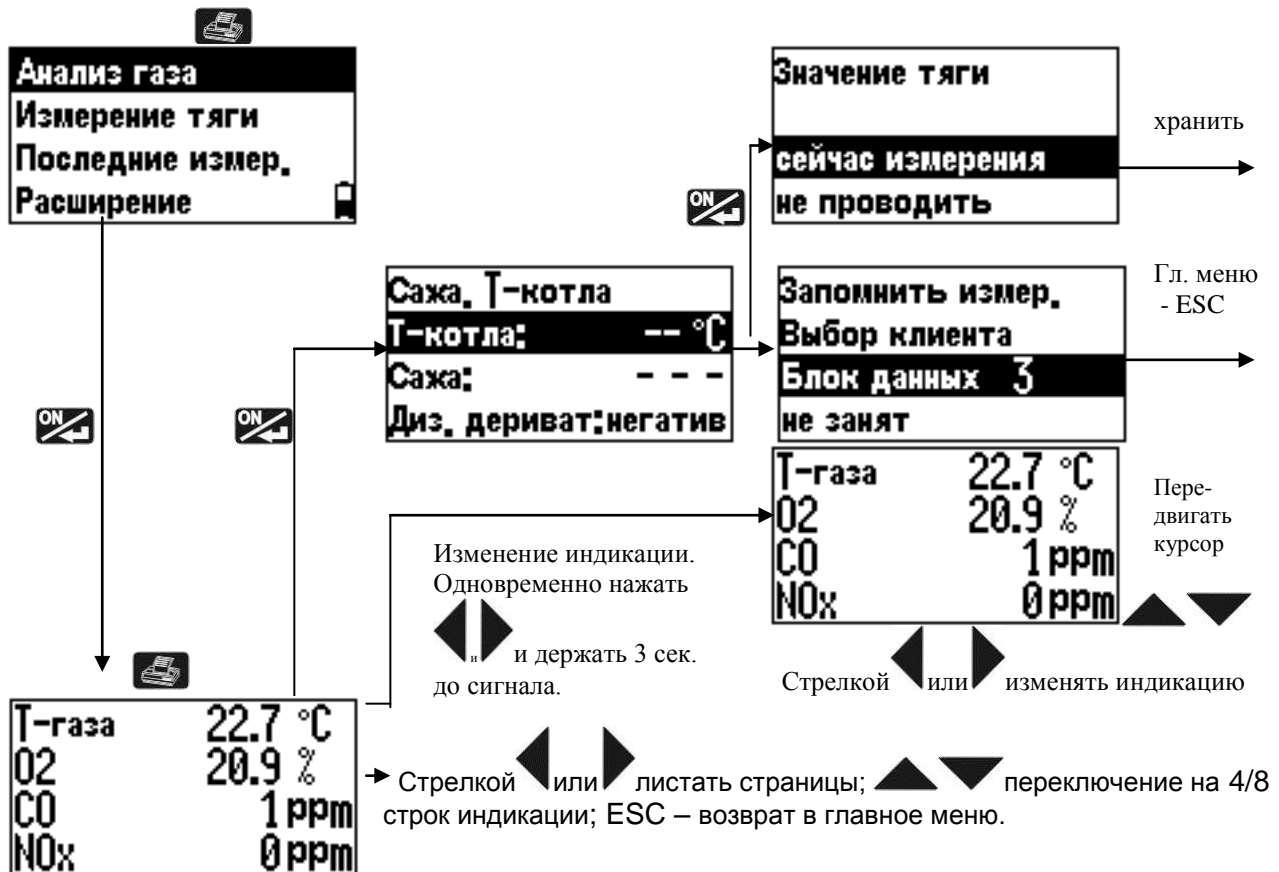 Анализ газа
Измерение тяги
Последние измер.
Расширение
Значение тяги
сейчас измерения
не проводить
хранить
ON
Сажа. Т-котла
Т-котла: -- °C
Сажа: - - -
Диз. дериват:негатив
Запомнить измер.
Выбор клиента
Блок данных 3
не занят
Гл. меню
- ESC
ON
ON
Т-газа 22.7 °C
O2 20.9 %
CO 1 ppm
NOx 0 ppm
Пере-
двигать
курсор
Изменение индикации.
Одновременно нажать
и
и держать 3 сек.
до сигнала.
Стрелкой или изменять индикацию
Т-газа 22.7 °C
O2 20.9 %
CO 1 ppm
NOx 0 ppm
Стрелкой или листать страницы; переключение на 4/8
строк индикации; ESC – возврат в главное меню.